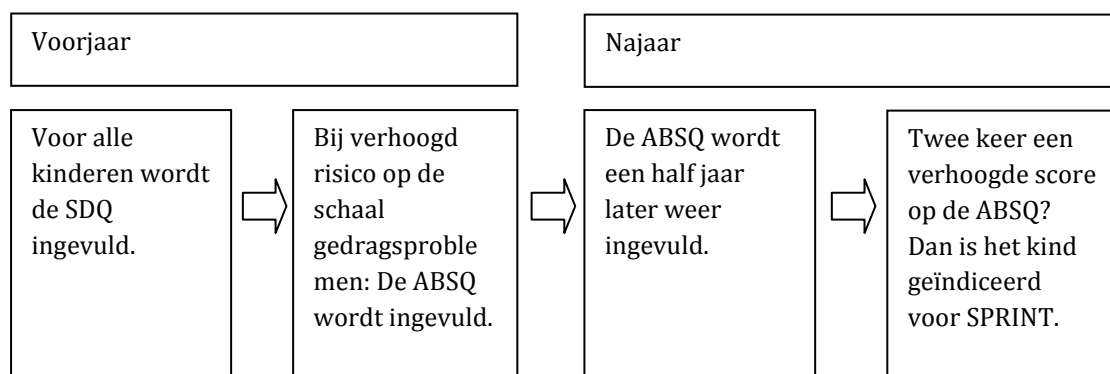 Voorjaar
Najaar
Voor alle
kinderen wordt
de SDQ
ingevuld.
Bij verhoogd
risico op de
schaal
gedragsproble
men: De ABSQ
wordt ingevuld.
De ABSQ wordt
een half jaar
later weer
ingevuld.
Twee keer een
verhoogde score
op de ABSQ?
Dan is het kind
geïndiceerd
voor SPRINT.